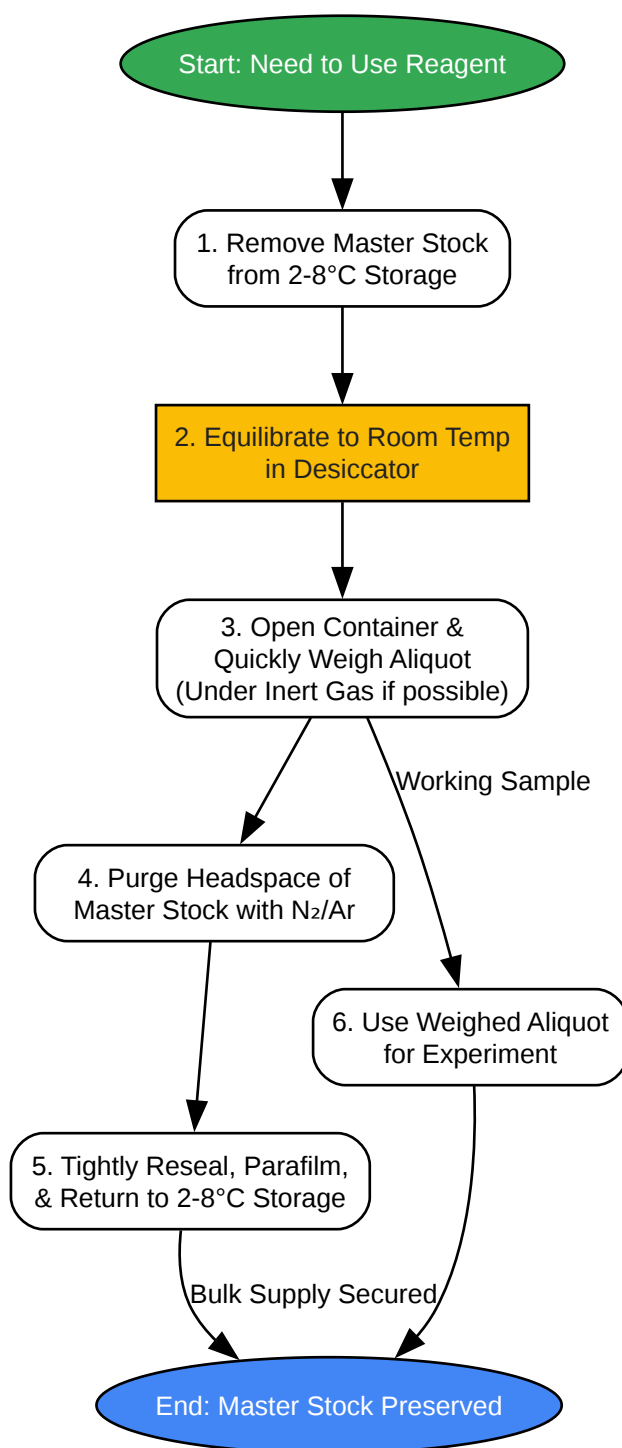 Start: Need to Use Reagent
1. Remove Master Stock
from 2-8°C Storage
2. Equilibrate to Room Temp
in Desiccator
3. Open Container &
Quickly Weigh Aliquot
(Under Inert Gas if possible)
Working Sample
4. Purge Headspace of
Master Stock with N₂/Ar
6. Use Weighed Aliquot
for Experiment
5. Tightly Reseal, Parafilm,
& Return to 2-8°C Storage
Bulk Supply Secured
End: Master Stock Preserved